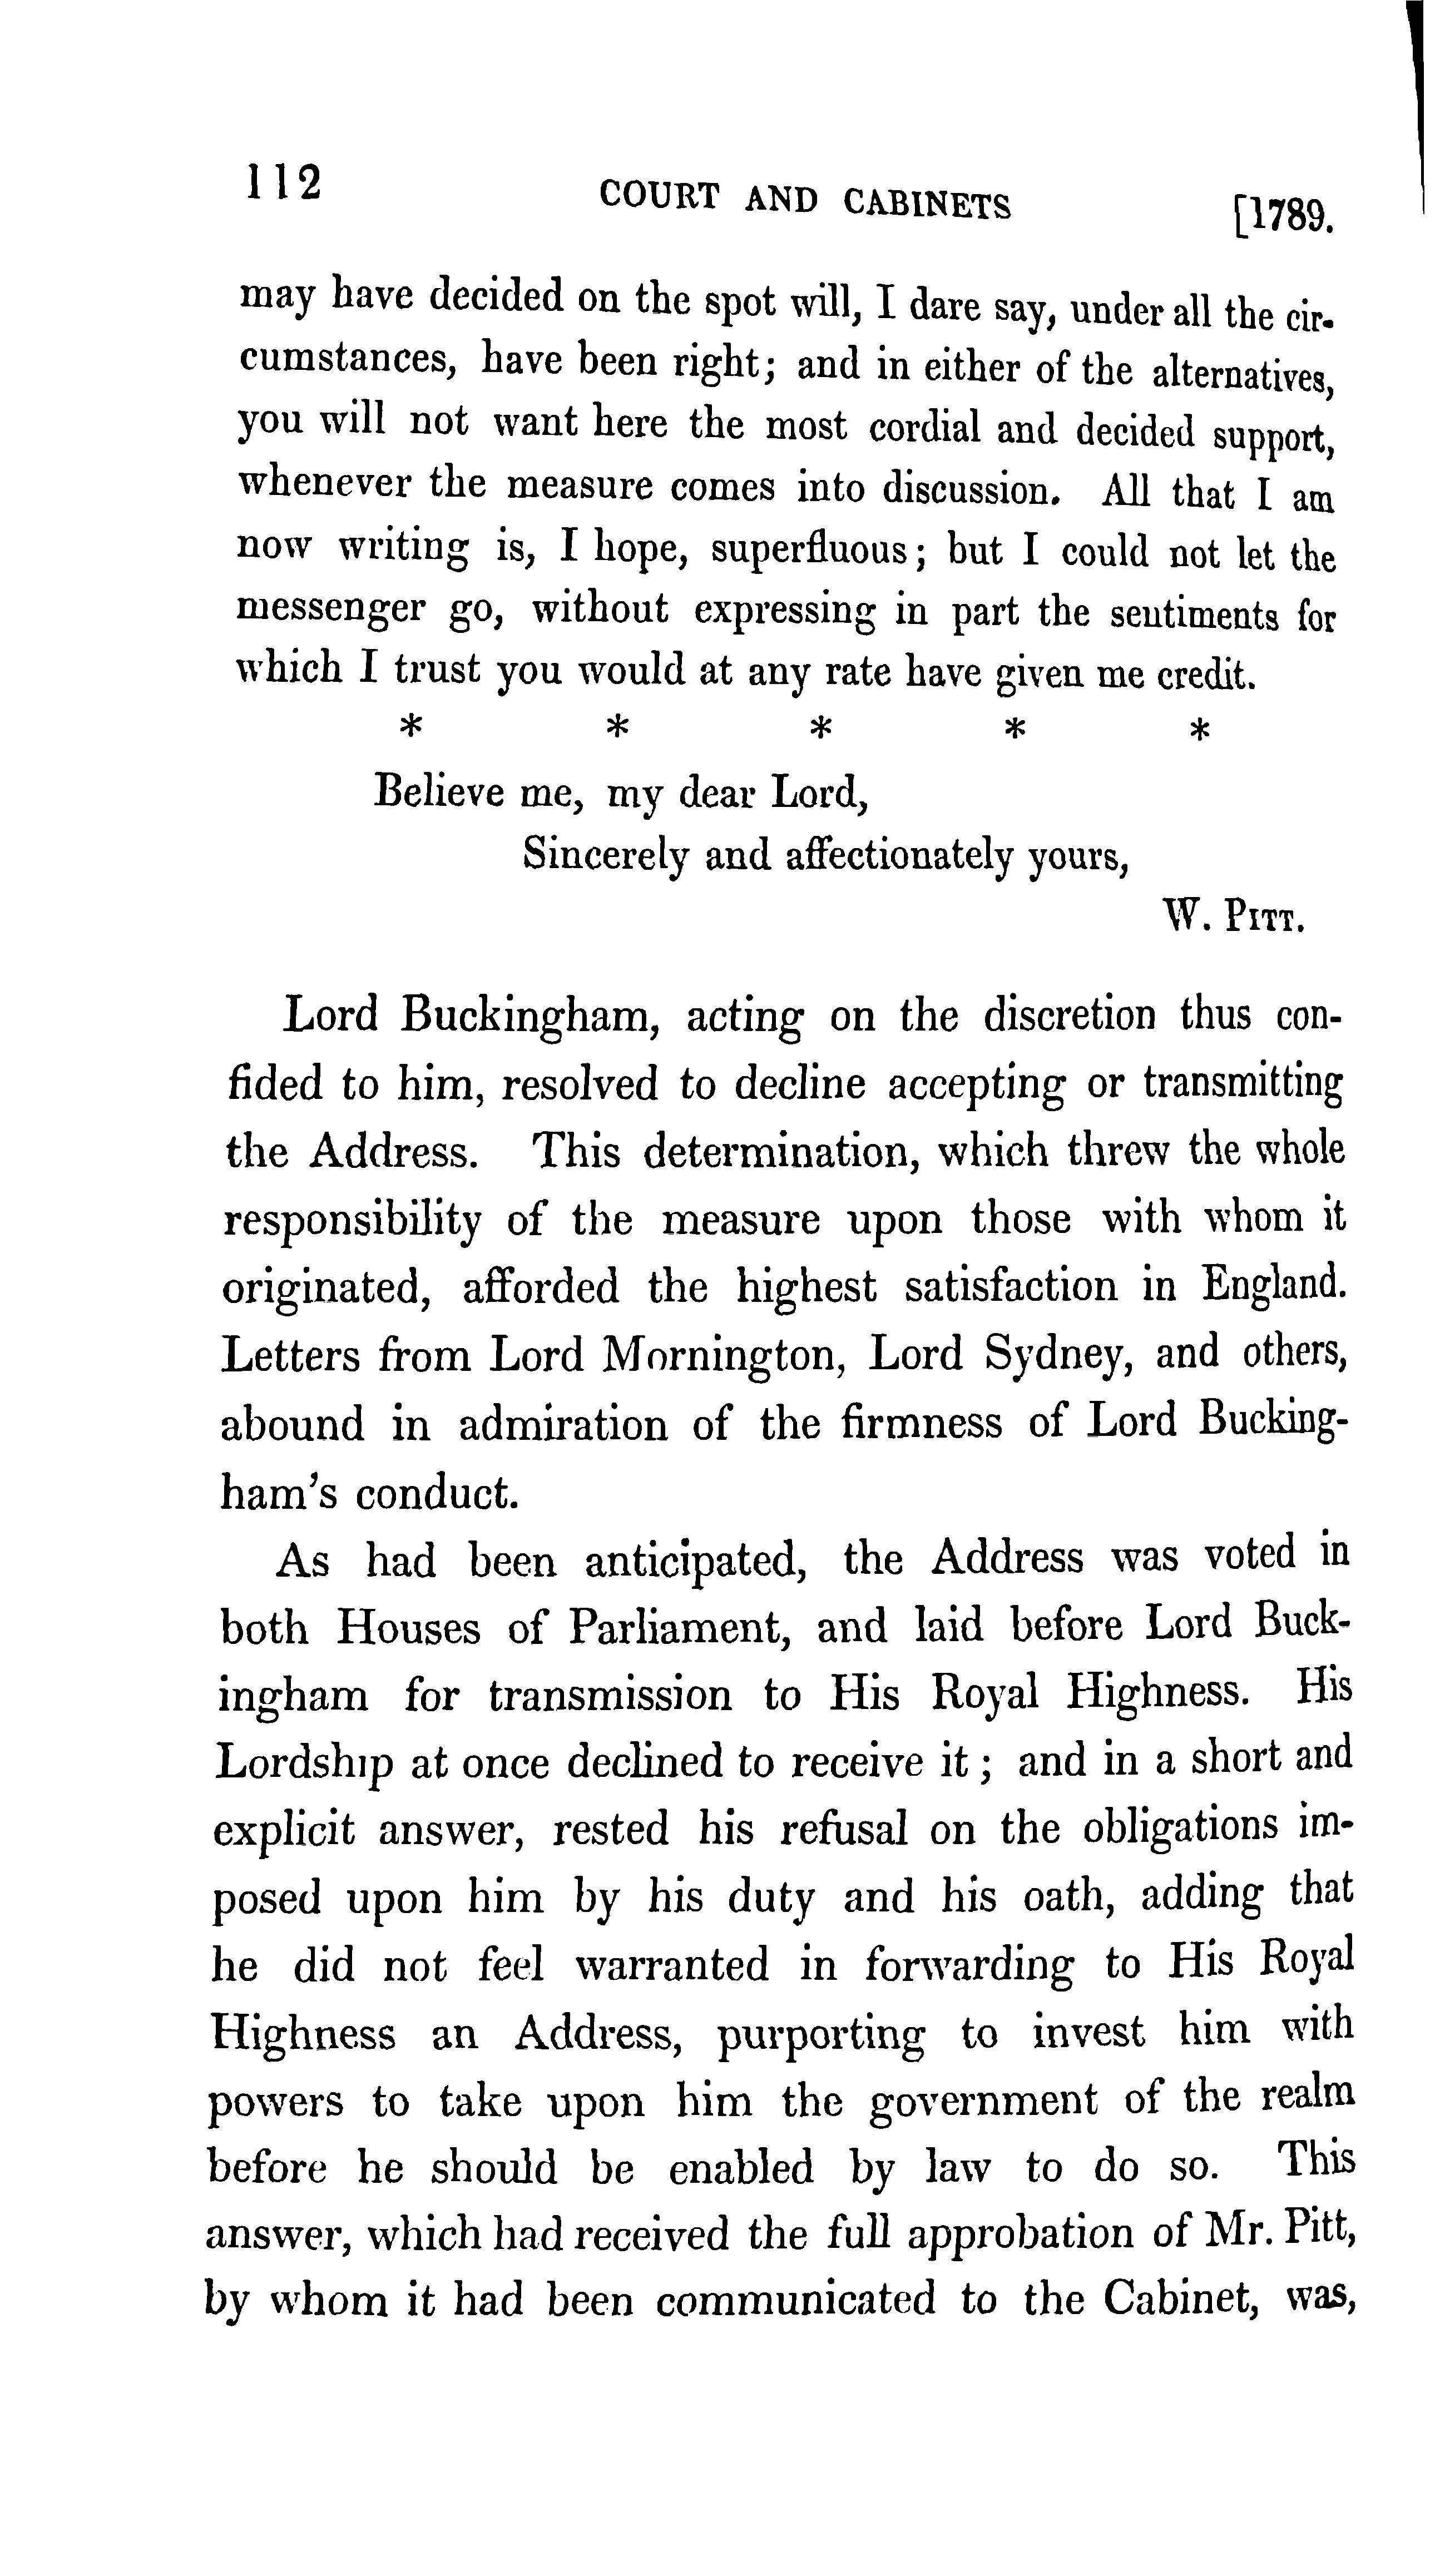 112 COURT AND CABINETS [1789.
may have decided on the spot will, I dare say, under all the cir-
cumstances, have been right; and in either of the alternatives,
you will not want here the most cordial and decided support,
whenever the measure comes into discussion. All that I am
now writing is, I hope, superfluous; but I could not let the
messenger go, without expressing in part the sentiments for
which I trust you would at any rate have given me credit.
* * * * *
Believe me, my dear Lord,
Sincerely and affectionately yours,
W. PITT.
Lord Buckingham, acting on the discretion thus con-
fided to him, resolved to decline accepting or transmitting
the Address. This determination, which threw the whole
responsibility of the measure upon those with whom it
originated, afforded the highest satisfaction in England.
Letters from Lord Mornington, Lord Sydney, and others,
abound in admiration of the firmness of Lord Bucking-
ham's conduct.
As had been anticipated, the Address was voted in
both Houses of Parliament, and laid before Lord Buck-
ingham for transmission to His Royal Highness. His
Lordship at once declined to receive it; and in a short and
explicit answer, rested his refusal on the obligations im-
posed upon him by his duty and his oath, adding that
he did not feel warranted in forwarding to His Royal
Highness an Address, purporting to invest him with
powers to take upon him the government of the realm
before he should be enabled by law to do so. This
answer, which had received the full approbation of Mr. Pitt,
by whom it had been communicated to the Cabinet, was,